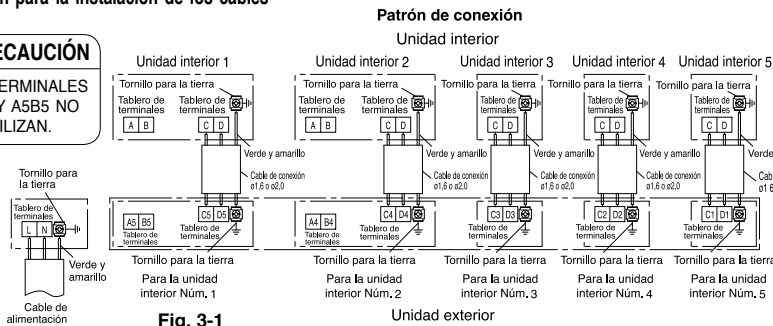 n para la instalación de los cables
Patrón de conexión
Unidad interior
ECAUCIÓN
TERMINALES
Y A5B5 NO
ILIZAN.
Unidad interior 1
Unidad interior 2
Unidad interior 3
Unidad interior 4
Unidad interior 5
Tornillo para la tierra
Tablero de terminales
Tablero de terminales
A B
C D
Tornillo para la tierra
Tablero de terminales
Tablero de terminales
A B
C D
Tornillo para la tierra
Tablero de terminales
C D
Tornillo para la tierra
Tablero de terminales
C D
Tornillo para la tierra
Tablero de terminales
C D
Verde y amarillo
Cable de conexión
ø1,6 o ø2,0
Verde y amarillo
Cable de conexión
ø1,6 o ø2,0
Verde y amarillo
Cable de conexión
ø1,6 o ø2,0
Verde y amarillo
Cable de conexión
ø1,6 o ø2,0
Verde
Cab
ø1,6
Tornillo para
la tierra
Tablero de
terminales
L N
Verde y
amarillo
Cable de
alimentación
A5 B5
Tablero de
terminales
C5 D5
Tablero de
terminales
A4 B4
Tablero de
terminales
C4 D4
Tablero de
terminales
C3 D3
Tablero de
terminales
C2 D2
Tablero de
terminales
C1 D1
Tablero de
terminales
Tornillo para la tierra
Tornillo para la tierra
Tornillo para la tierra
Tornillo para la tierra
Tornillo para la tierra
Para la unidad
interior Núm. 1
Para la unidad
interior Núm. 2
Para la unidad
interior Núm. 3
Para la unidad
interior Núm. 4
Para la unidad
interior Núm. 5
Fig. 3-1
Unidad exterior